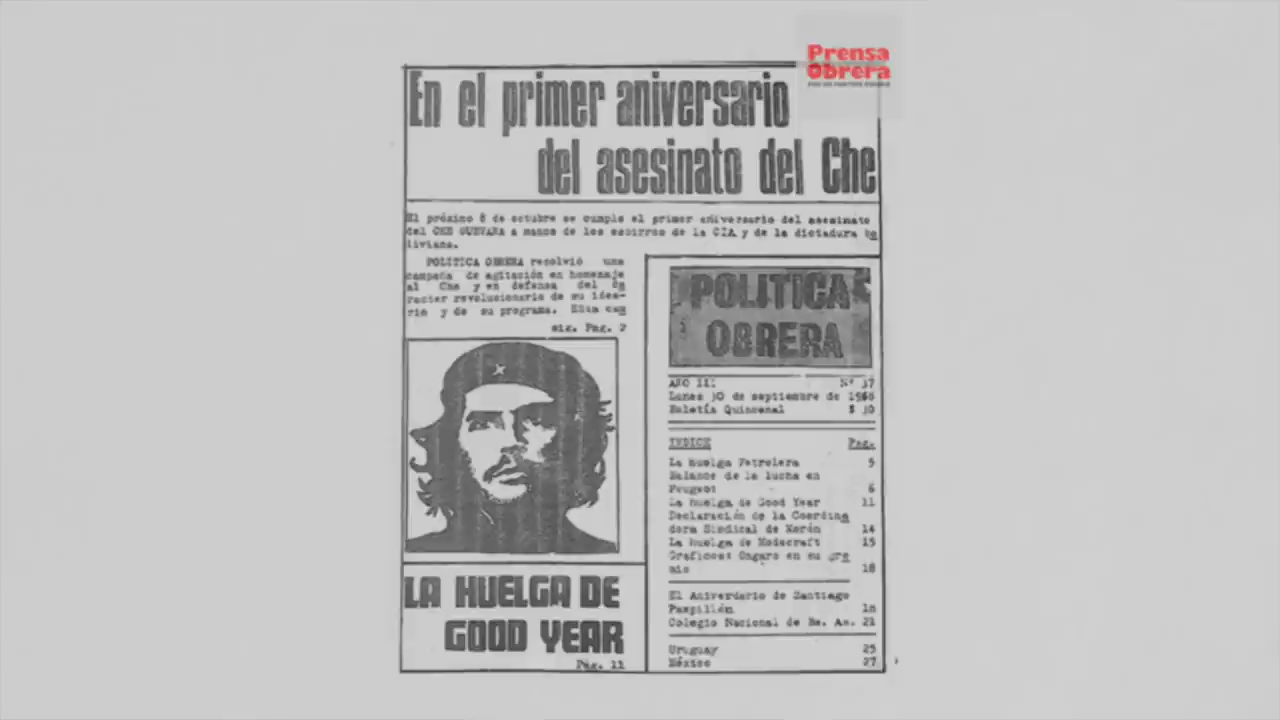 Prensa
Obrera
En el primer aniversario
del asesinato del Che
El próximo 8 de octubre se cumple el primer aniversario del asesinato
del CHE GUEVARA a manos de los esbirros de la CIA y de la dictadura bo
liviana.
POLITICA OBRERA resolvió una
campaña de agitación en homenaje
al Che y en defensa del ca
racter revolucionario de su idea-
rio y de su programa. Esta cam
sig. Pag. 2
POLITICA
OBRERA
AÑO III Nº 37
Lunes 30 de septiembre de 1968
Boletín Quincenal $ 30
INDICE Pag.
La huelga Petrolera 5
Balance de la lucha en
Peugeot 6
La huelga de Good Year 11
Declaración de la Coordina
dora Sindical de Morón 14
La huelga de Modecraft 15
Graficos: Ongaro en su gre
mio 18
El Aniversario de Santiago
Pampillón
Colegio Nacional de Bs. As. 21
Uruguay 25
México 27
LA HUELGA DE
GOOD YEAR
Pag. 11